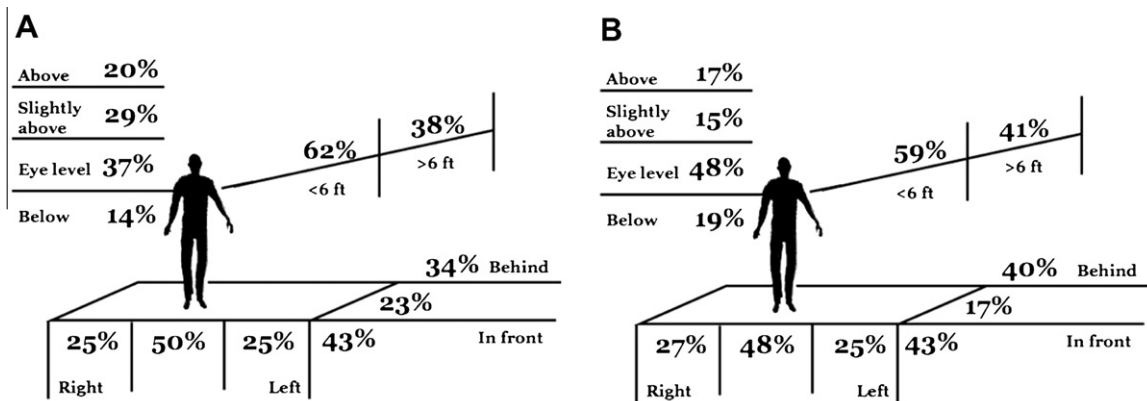 A
Above 20%
Slightly above 29%
Eye level 37%
Below 14%
62%
<6 ft
38%
>6 ft
34% Behind
23%
43% In front
25% 50% 25%
Right Left
B
Above 17%
Slightly above 15%
Eye level 48%
Below 19%
59%
<6 ft
41%
>6 ft
40% Behind
17%
43% In front
27% 48% 25%
Right Left